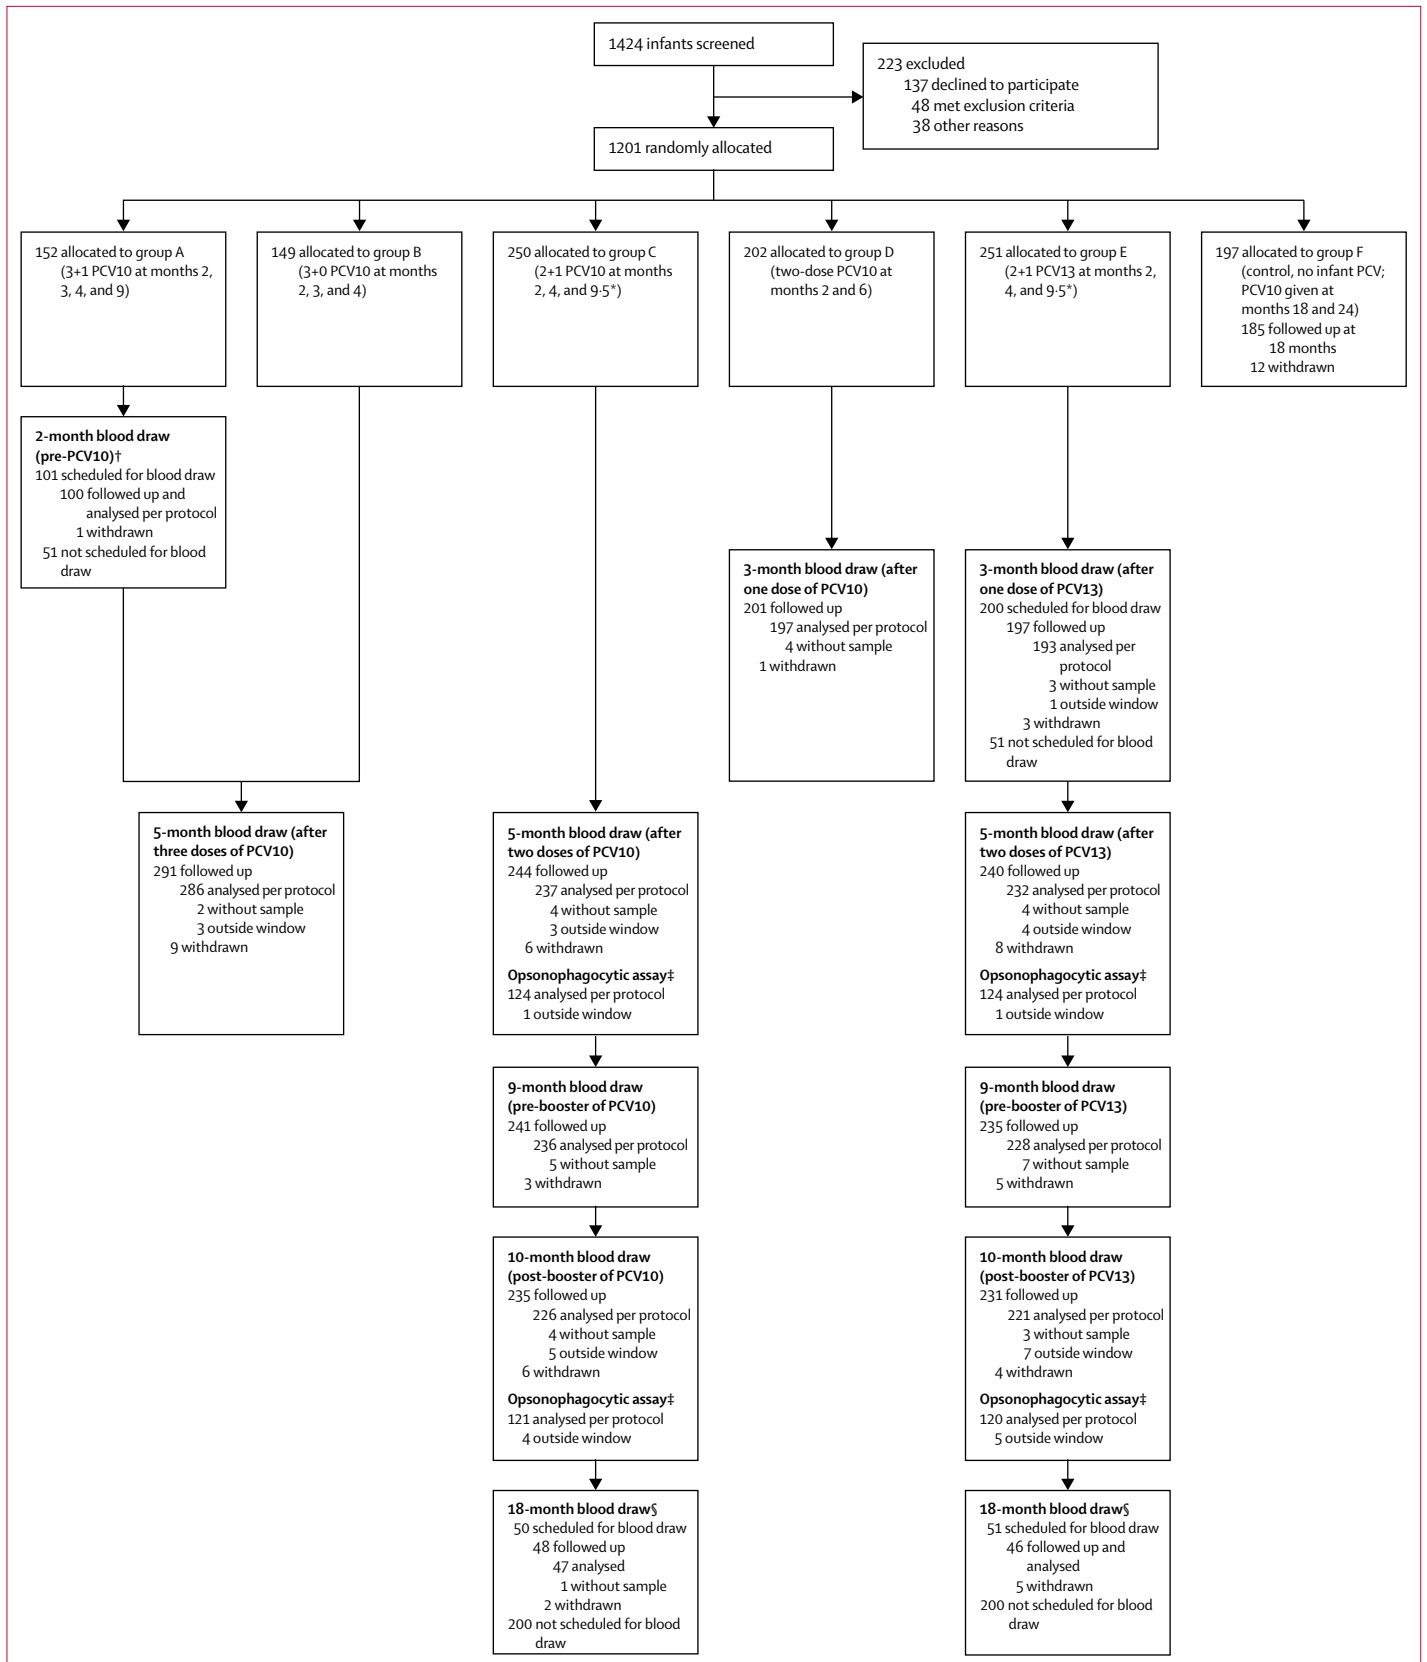 1424 infants screened
223 excluded
137 declined to participate
48 met exclusion criteria
38 other reasons
1201 randomly allocated
152 allocated to group A
(3+1 PCV10 at months 2,
3, 4, and 9)
149 allocated to group B
(3+0 PCV10 at months
2, 3, and 4)
250 allocated to group C
(2+1 PCV10 at months
2, 4, and 9·5*)
202 allocated to group D
(two-dose PCV10 at
months 2 and 6)
251 allocated to group E
(2+1 PCV13 at months 2,
4, and 9·5*)
197 allocated to group F
(control, no infant PCV;
PCV10 given at
months 18 and 24)
185 followed up at
18 months
12 withdrawn
2-month blood draw
(pre-PCV10)†
101 scheduled for blood draw
100 followed up and
analysed per protocol
1 withdrawn
51 not scheduled for blood
draw
3-month blood draw (after
one dose of PCV10)
201 followed up
197 analysed per protocol
4 without sample
1 withdrawn
3-month blood draw (after
one dose of PCV13)
200 scheduled for blood draw
197 followed up
193 analysed per
protocol
3 without sample
1 outside window
3 withdrawn
51 not scheduled for blood
draw
5-month blood draw (after
three doses of PCV10)
291 followed up
286 analysed per protocol
2 without sample
3 outside window
9 withdrawn
5-month blood draw (after
two doses of PCV10)
244 followed up
237 analysed per protocol
4 without sample
3 outside window
6 withdrawn
Opsonophagocytic assay‡
124 analysed per protocol
1 outside window
5-month blood draw (after
two doses of PCV13)
240 followed up
232 analysed per protocol
4 without sample
4 outside window
8 withdrawn
Opsonophagocytic assay‡
124 analysed per protocol
1 outside window
9-month blood draw
(pre-booster of PCV10)
241 followed up
236 analysed per protocol
5 without sample
3 withdrawn
9-month blood draw
(pre-booster of PCV13)
235 followed up
228 analysed per protocol
7 without sample
5 withdrawn
10-month blood draw
(post-booster of PCV10)
235 followed up
226 analysed per protocol
4 without sample
5 outside window
6 withdrawn
Opsonophagocytic assay‡
121 analysed per protocol
4 outside window
10-month blood draw
(post-booster of PCV13)
231 followed up
221 analysed per protocol
3 without sample
7 outside window
4 withdrawn
Opsonophagocytic assay‡
120 analysed per protocol
5 outside window
18-month blood draw§
50 scheduled for blood draw
48 followed up
47 analysed
1 without sample
2 withdrawn
200 not scheduled for blood
draw
18-month blood draw§
51 scheduled for blood draw
46 followed up and
analysed
5 withdrawn
200 not scheduled for blood
draw